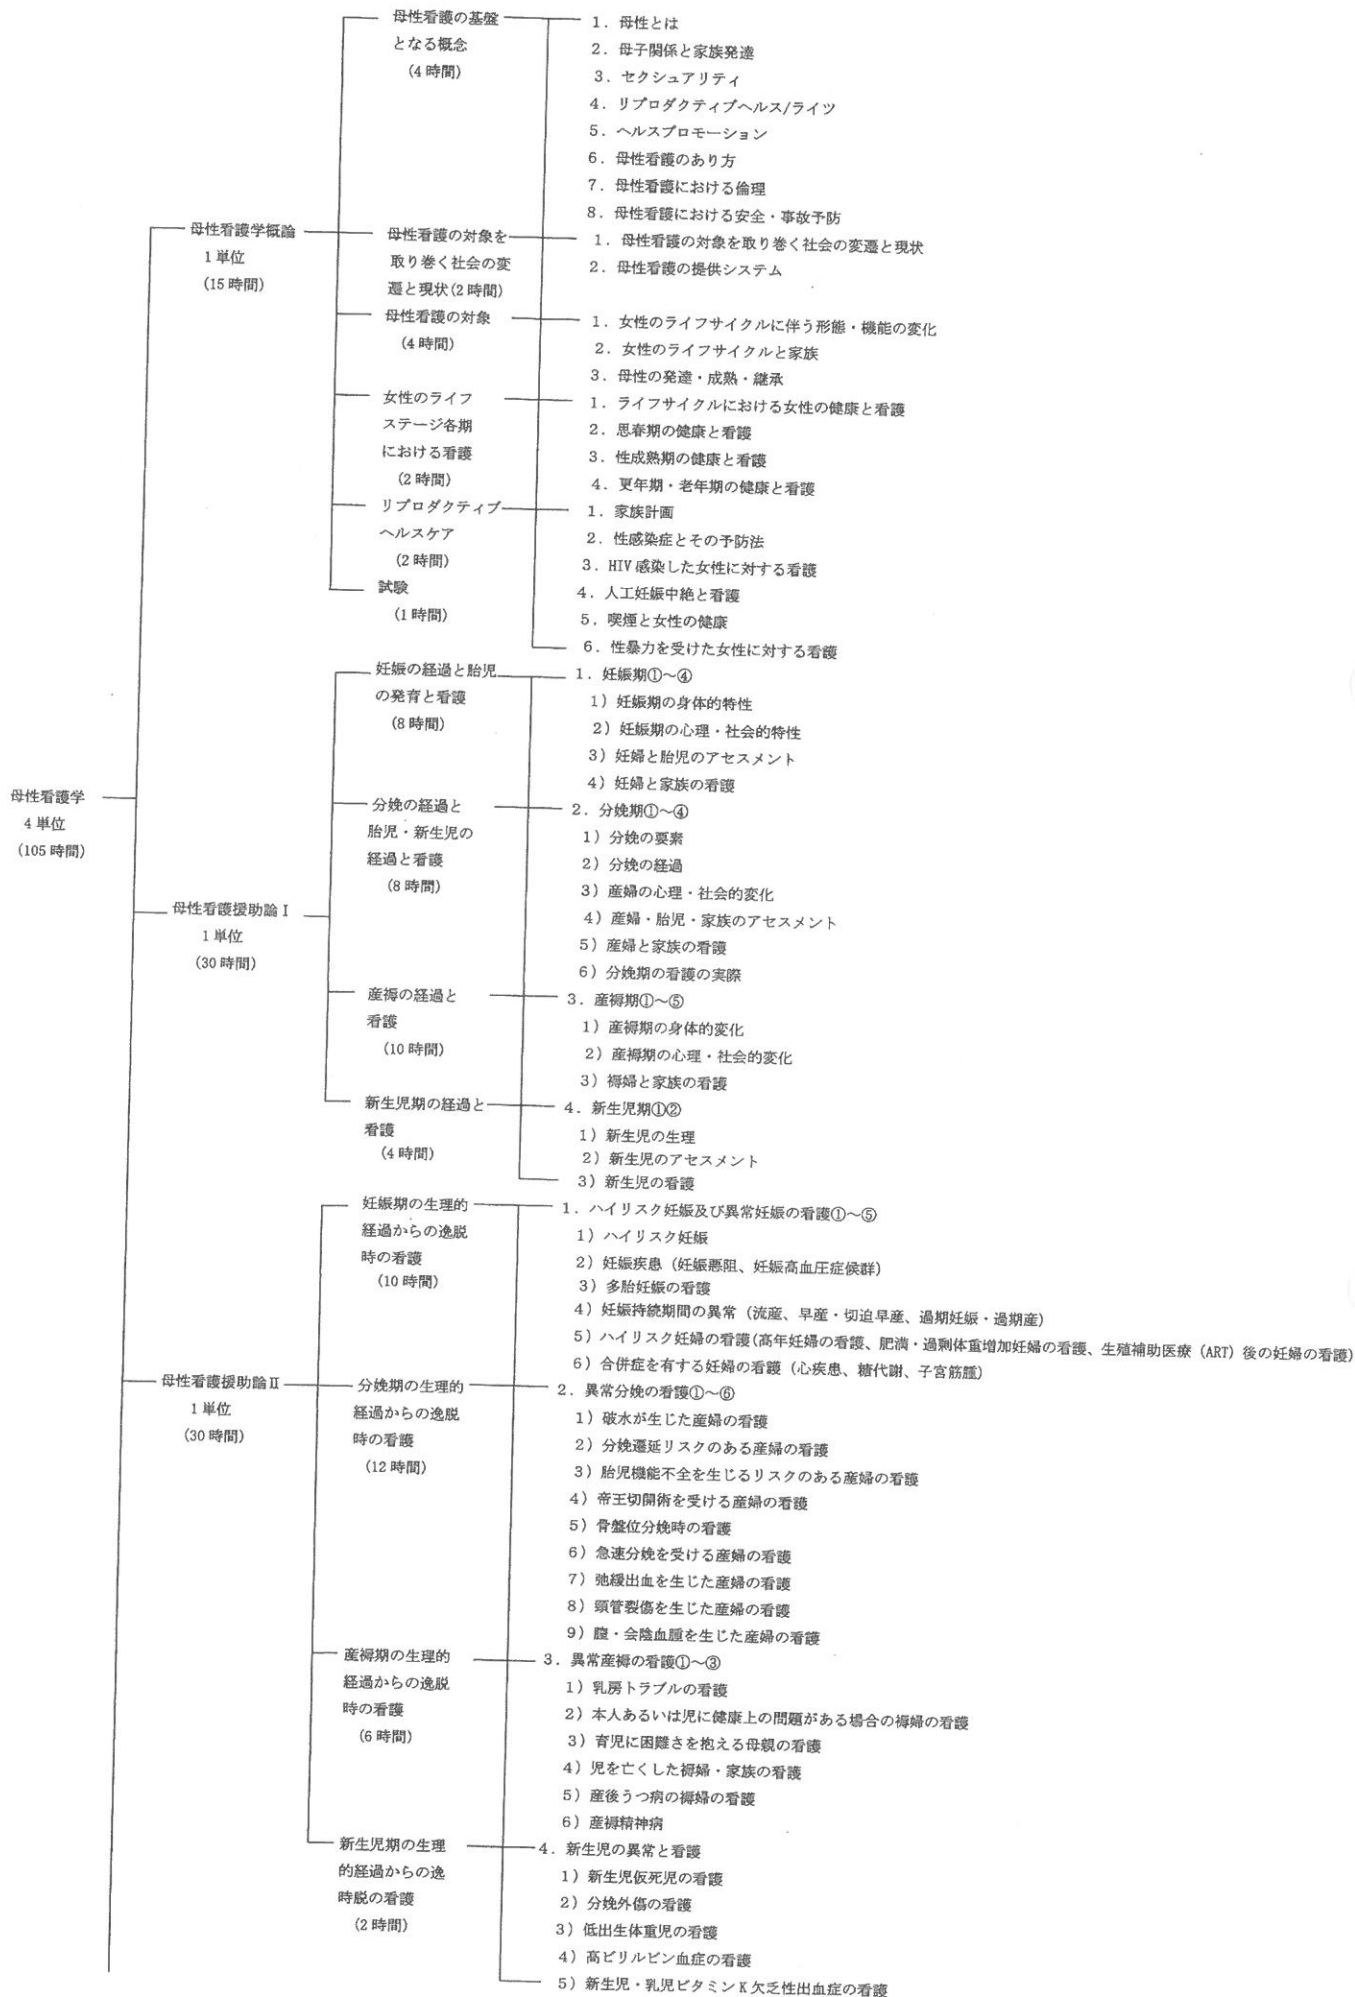 母性看護学
4単位
(105時間)
母性看護学概論
1単位
(15時間)
母性看護の基盤
となる概念
(4時間)
1．母性とは
2．母子関係と家族発達
3．セクシュアリティ
4．リプロダクティブヘルス/ライツ
5．ヘルスプロモーション
6．母性看護のあり方
7．母性看護における倫理
8．母性看護における安全・事故予防
母性看護の対象を
取り巻く社会の変
遷と現状(2時間)
1．母性看護の対象を取り巻く社会の変遷と現状
2．母性看護の提供システム
母性看護の対象
(4時間)
1．女性のライフサイクルに伴う形態・機能の変化
2．女性のライフサイクルと家族
3．母性の発達・成熟・継承
女性のライフ
ステージ各期
における看護
(2時間)
1．ライフサイクルにおける女性の健康と看護
2．思春期の健康と看護
3．性成熟期の健康と看護
4．更年期・老年期の健康と看護
リプロダクティブ
ヘルスケア
(2時間)
1．家族計画
2．性感染症とその予防法
3．HIV感染した女性に対する看護
4．人工妊娠中絶と看護
5．喫煙と女性の健康
6．性暴力を受けた女性に対する看護
試験
(1時間)
母性看護援助論Ⅰ
1単位
(30時間)
妊娠の経過と胎児
の発育と看護
(8時間)
1．妊娠期①～④
1）妊娠期の身体的特性
2）妊娠期の心理・社会的特性
3）妊婦と胎児のアセスメント
4）妊婦と家族の看護
分娩の経過と
胎児・新生児の
経過と看護
(8時間)
2．分娩期①～④
1）分娩の要素
2）分娩の経過
3）産婦の心理・社会的変化
4）産婦・胎児・家族のアセスメント
5）産婦と家族の看護
6）分娩期の看護の実際
産褥の経過と
看護
(10時間)
3．産褥期①～⑤
1）産褥期の身体的変化
2）産褥期の心理・社会的変化
3）褥婦と家族の看護
新生児期の経過と
看護
(4時間)
4．新生児期①②
1）新生児の生理
2）新生児のアセスメント
3）新生児の看護
母性看護援助論Ⅱ
1単位
(30時間)
妊娠期の生理的
経過からの逸脱
時の看護
(10時間)
1．ハイリスク妊娠及び異常妊娠の看護①～⑤
1）ハイリスク妊娠
2）妊娠疾患（妊娠悪阻、妊娠高血圧症候群）
3）多胎妊娠の看護
4）妊娠持続期間の異常（流産、早産・切迫早産、過期妊娠・過期産）
5）ハイリスク妊婦の看護(高年妊婦の看護、肥満・過剰体重増加妊婦の看護、生殖補助医療（ART）後の妊婦の看護)
6）合併症を有する妊婦の看護（心疾患、糖代謝、子宮筋腫）
分娩期の生理的
経過からの逸脱
時の看護
(12時間)
2．異常分娩の看護①～⑥
1）破水が生じた産婦の看護
2）分娩遷延リスクのある産婦の看護
3）胎児機能不全を生じるリスクのある産婦の看護
4）帝王切開術を受ける産婦の看護
5）骨盤位分娩時の看護
6）急速分娩を受ける産婦の看護
7）弛緩出血を生じた産婦の看護
8）頸管裂傷を生じた産婦の看護
9）膣・会陰血腫を生じた産婦の看護
産褥期の生理的
経過からの逸脱
時の看護
(6時間)
3．異常産褥の看護①～③
1）乳房トラブルの看護
2）本人あるいは児に健康上の問題がある場合の褥婦の看護
3）育児に困難さを抱える母親の看護
4）児を亡くした褥婦・家族の看護
5）産後うつ病の褥婦の看護
6）産褥精神病
新生児期の生理
的経過からの逸
時脱の看護
(2時間)
4．新生児の異常と看護
1）新生児仮死児の看護
2）分娩外傷の看護
3）低出生体重児の看護
4）高ビリルビン血症の看護
5）新生児・乳児ビタミンK欠乏性出血症の看護